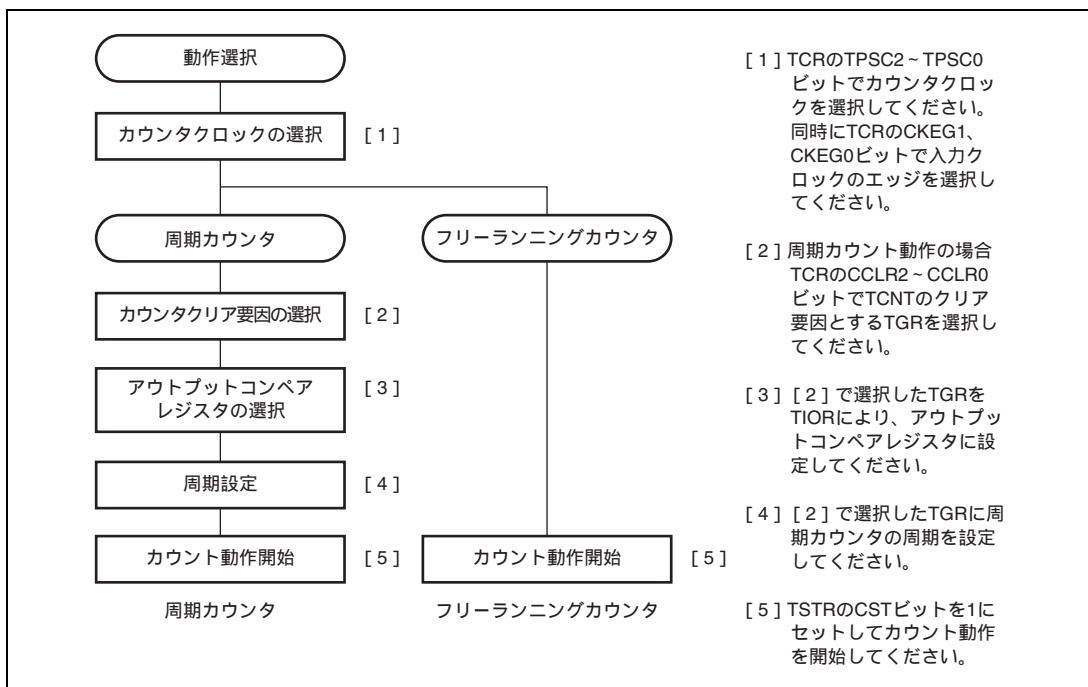 動作選択
カウンタクロックの選択 [ 1 ]
周期カウンタ フリーランニングカウンタ
カウンタクリア要因の選択 [ 2 ]
アウトプットコンペア
レジスタの選択 [ 3 ]
周期設定 [ 4 ]
カウント動作開始 [ 5 ] カウント動作開始 [ 5 ]
周期カウンタ フリーランニングカウンタ
[ 1 ] TCRのTPSC2~TPSC0
ビットでカウンタクロッ
クを選択してください。
同時にTCRのCKEG1、
CKEG0ビットで入力ク
ロックのエッジを選択し
てください。
[ 2 ] 周期カウント動作の場合
TCRのCCLR2~CCLR0
ビットでTCNTのクリア
要因とするTGRを選択し
てください。
[ 3 ] [ 2 ] で選択したTGRを
TIORにより、アウトプッ
トコンペアレジスタに設
定してください。
[ 4 ] [ 2 ] で選択したTGRに周
期カウンタの周期を設定
してください。
[ 5 ] TSTRのCSTビットを1に
セットしてカウント動作
を開始してください。